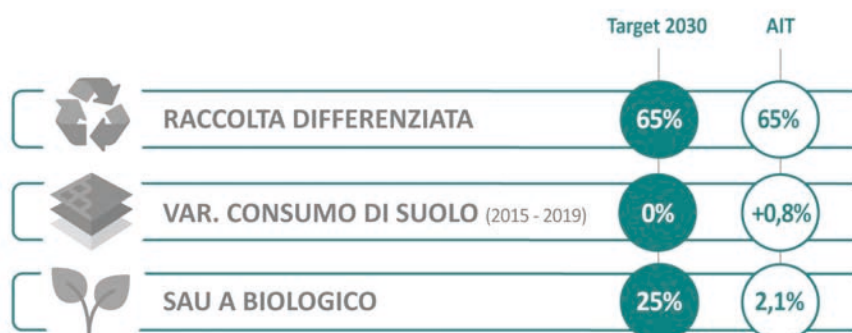 Target 2030 AIT
RACCOLTA DIFFERENZIATA 65% 65%
VAR. CONSUMO DI SUOLO (2015 - 2019) 0% +0,8%
SAU A BIOLOGICO 25% 2,1%